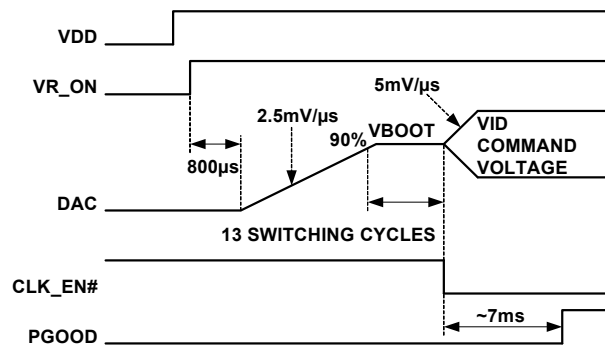 VDD
VR_ON
5mV/µs
2.5mV/µs
90%
VBOOT
VID
COMMAND
VOLTAGE
800µs
DAC
13 SWITCHING CYCLES
CLK_EN#
~7ms
PGOOD